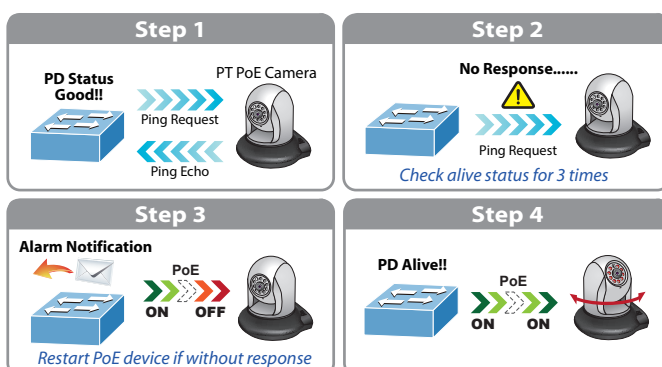 Step 1
PD Status
Good!!
PT PoE Camera
Ping Request
Ping Echo
Step 2
No Response......
Ping Request
Check alive status for 3 times
Step 3
Alarm Notification
PoE
ON OFF
Restart PoE device if without response
Step 4
PD Alive!!
PoE
ON ON